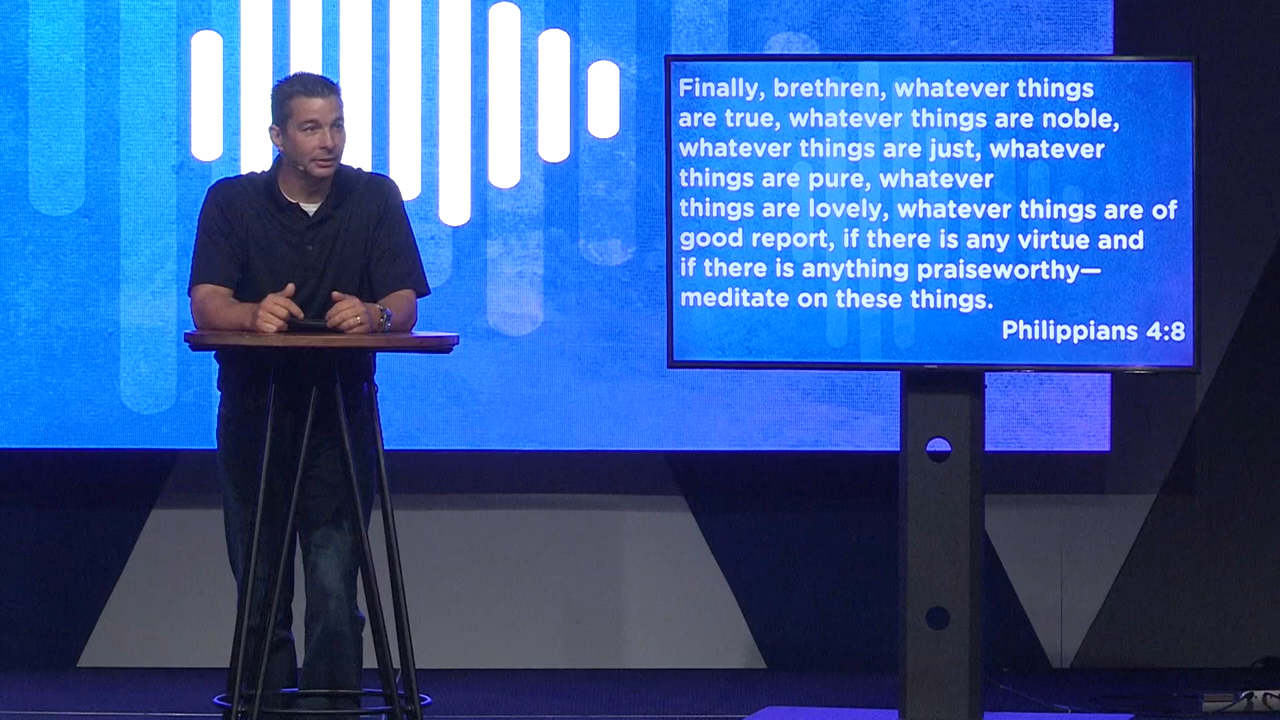 Finally, brethren, whatever things
are true, whatever things are noble,
whatever things are just, whatever
things are pure, whatever
things are lovely, whatever things are of
good report, if there is any virtue and
if there is anything praiseworthy—
meditate on these things.
Philippians 4:8